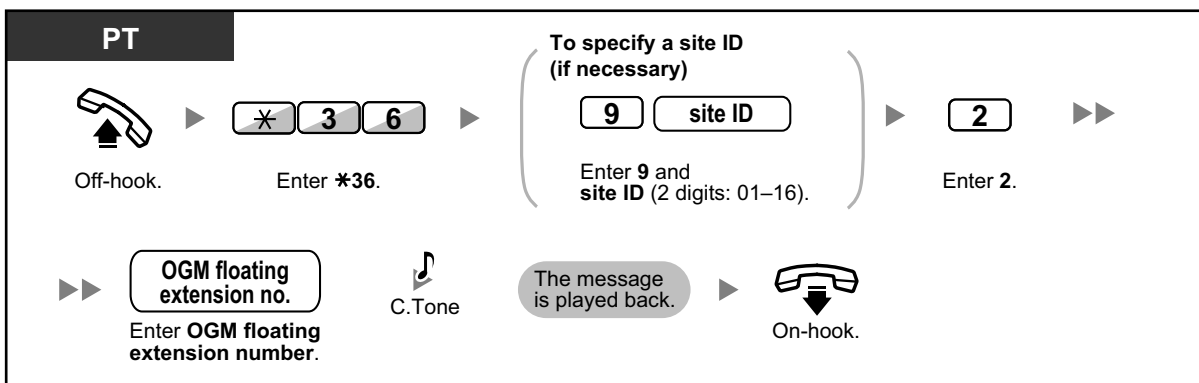 PT
To specify a site ID
(if necessary)
✳ 3 6
9 site ID
2
Off-hook.
Enter ✳36.
Enter 9 and
site ID (2 digits: 01–16).
Enter 2.
OGM floating
extension no.
C.Tone
The message
is played back.
Enter OGM floating
extension number.
On-hook.